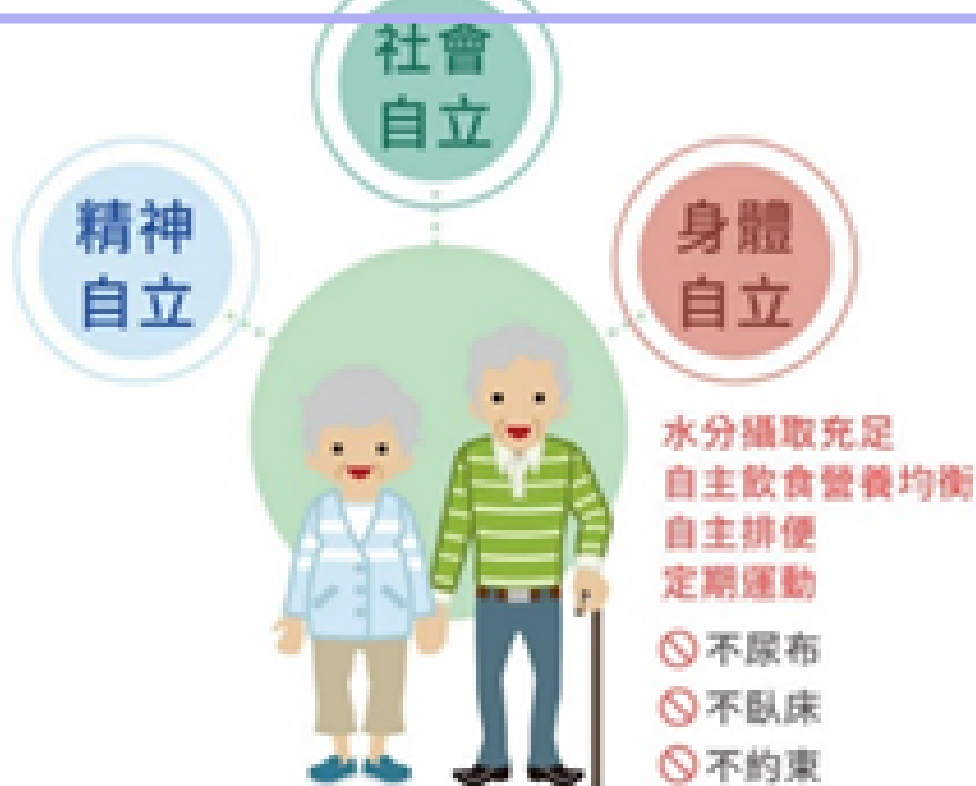 社會
自立
精神
自立
身體
自立
水分攝取充足
自主飲食營養均衡
自主排便
定期運動
不尿布
不臥床
不約束